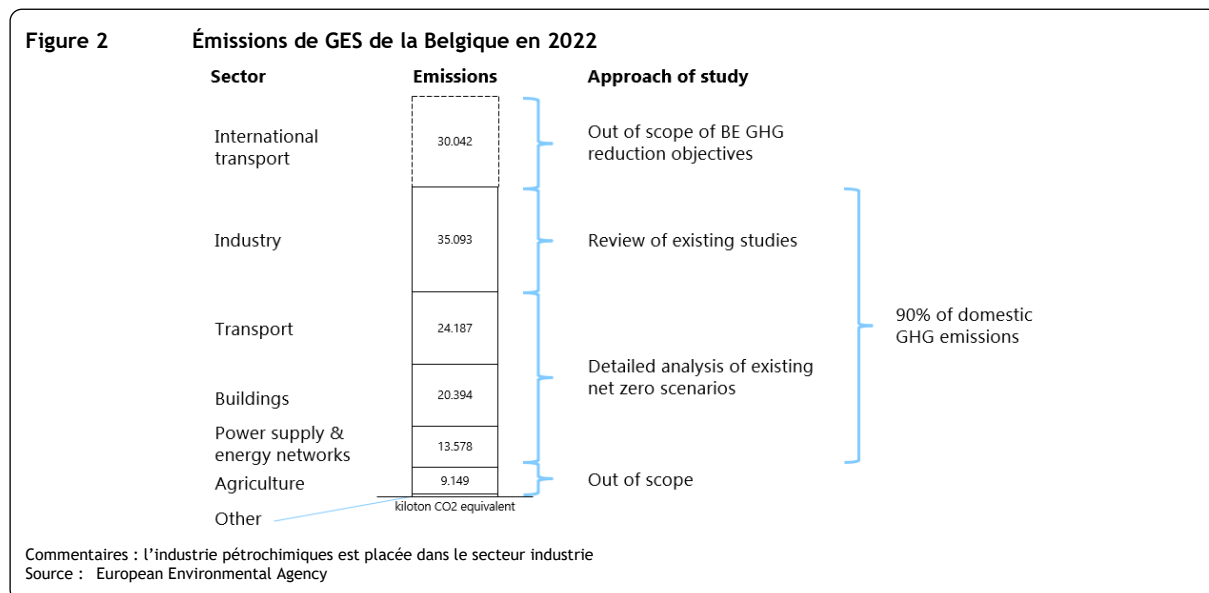 Figure 2 Émissions de GES de la Belgique en 2022
Sector Emissions Approach of study
International
transport
30.042
Out of scope of BE GHG
reduction objectives
Industry 35.093 Review of existing studies
Transport 24.187
90% of domestic
GHG emissions
Detailed analysis of existing
net zero scenarios
Buildings 20.394
Power supply &
energy networks
13.578
Agriculture 9.149 Out of scope
kiloton CO2 equivalent
Other
Commentaires : l'industrie pétrochimiques est placée dans le secteur industrie
Source : European Environmental Agency